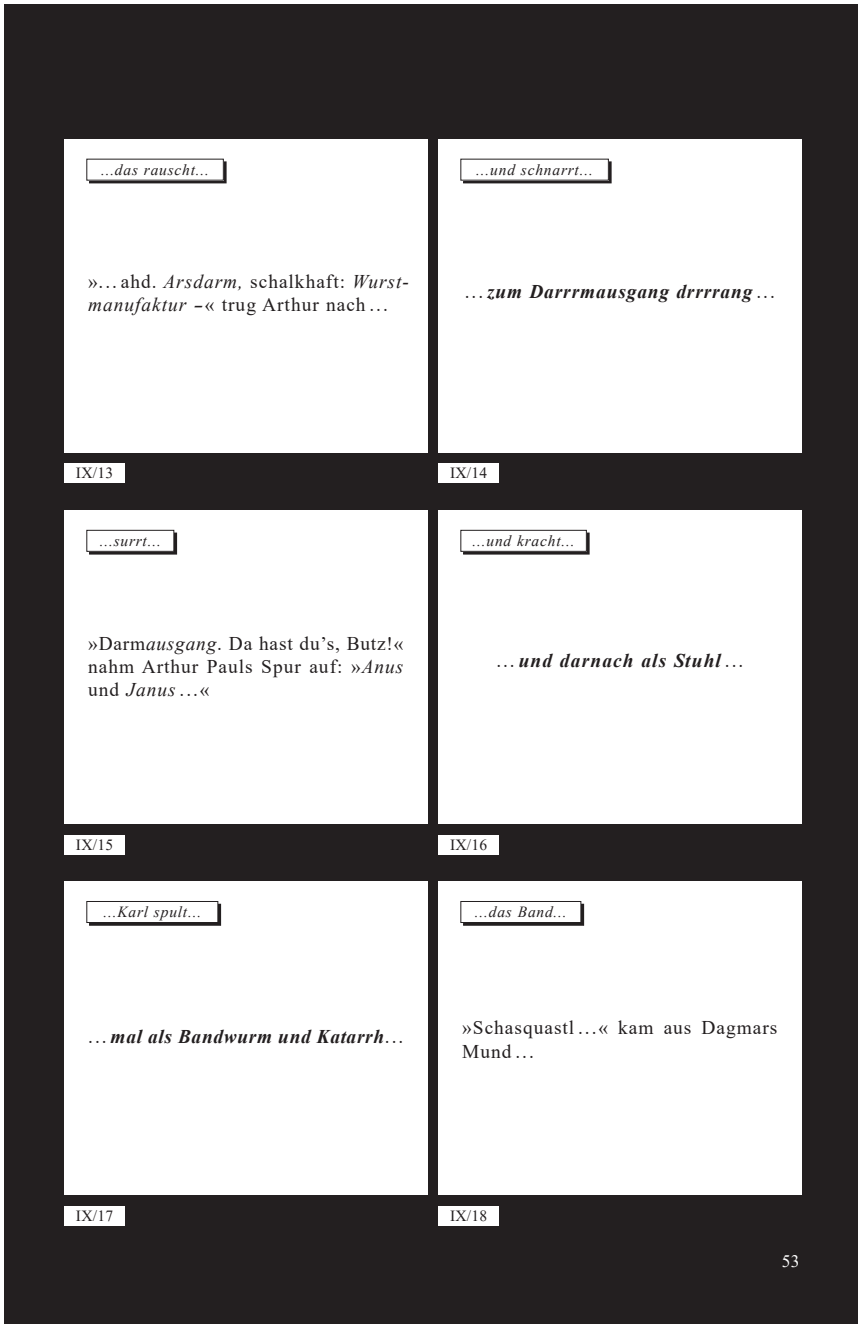 ...das rauscht...
»... ahd. Arsdarm, schalkhaft: Wurst-
manufaktur –« trug Arthur nach ...
IX/13
...und schnarrt...
... zum Darrrmausgang drrrrang ...
IX/14
...surrt...
»Darmausgang. Da hast du’s, Butz!«
nahm Arthur Pauls Spur auf: »Anus
und Janus ...«
IX/15
...und kracht...
... und darnach als Stuhl ...
IX/16
...Karl spult...
... mal als Bandwurm und Katarrh...
IX/17
...das Band...
»Schasquastl ...« kam aus Dagmars
Mund ...
IX/18
53